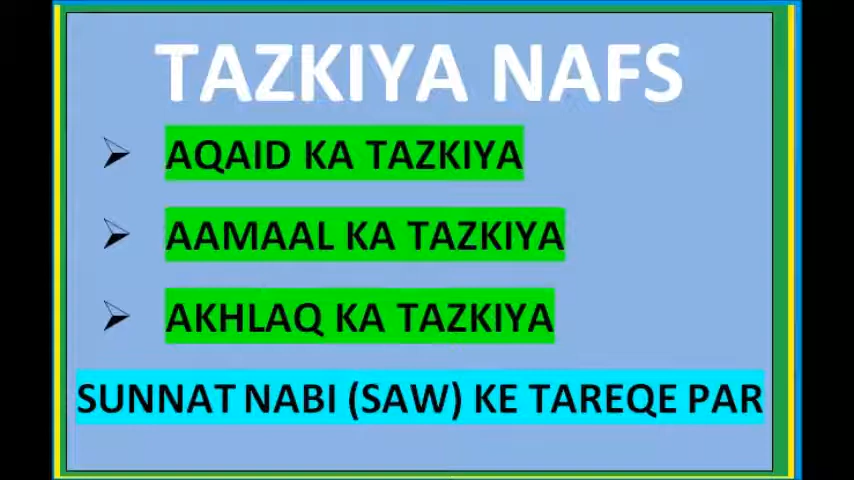 TAZKIYA NAFS
AQAID KA TAZKIYA
AAMAAL KA TAZKIYA
AKHLAQ KA TAZKIYA
SUNNAT NABI (SAW) KE TAREQE PAR